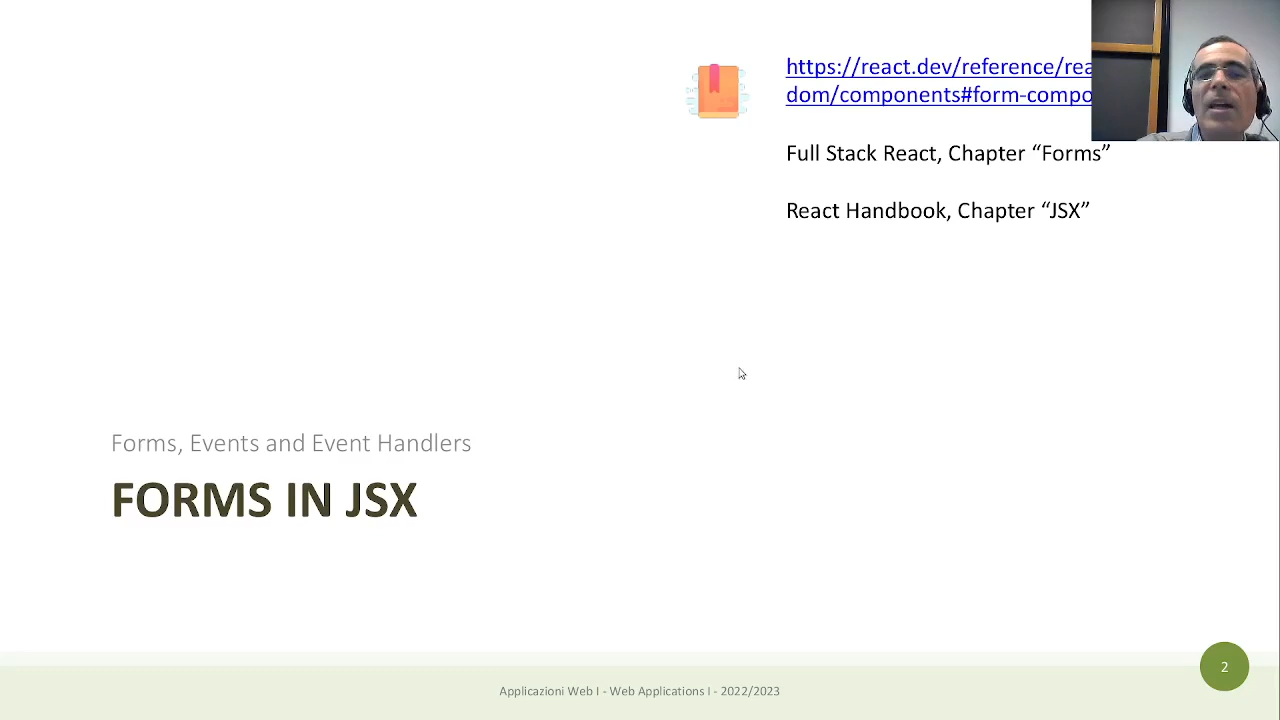 https://react.dev/reference/rea
dom/components#form-compo
Full Stack React, Chapter “Forms”
React Handbook, Chapter “JSX”
Forms, Events and Event Handlers
FORMS IN JSX
2
Applicazioni Web I - Web Applications I - 2022/2023